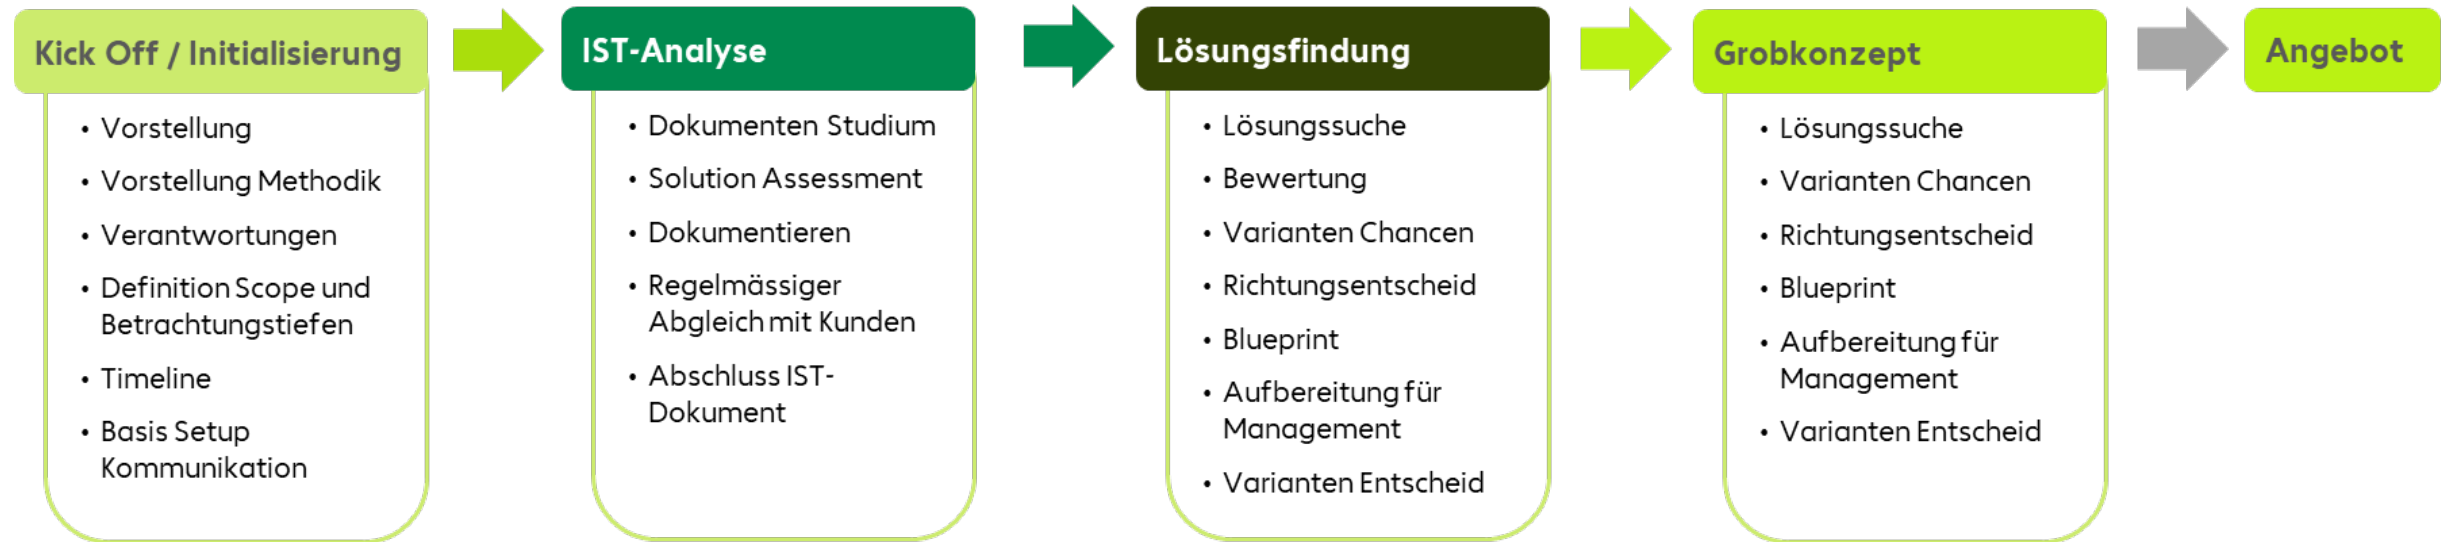 Kick Off / Initialisierung
• Vorstellung
• Vorstellung Methodik
• Verantwortungen
• Definition Scope und
Betrachtungstiefen
• Timeline
• Basis Setup
Kommunikation
IST-Analyse
• Dokumenten Studium
• Solution Assessment
• Dokumentieren
• Regelmässiger
Abgleich mit Kunden
• Abschluss IST-
Dokument
Lösungsfindung
• Lösungssuche
• Bewertung
• Varianten Chancen
• Richtungsentscheid
• Blueprint
• Aufbereitung für
Management
• Varianten Entscheid
Grobkonzept
• Lösungssuche
• Varianten Chancen
• Richtungsentscheid
• Blueprint
• Aufbereitung für
Management
• Varianten Entscheid
Angebot